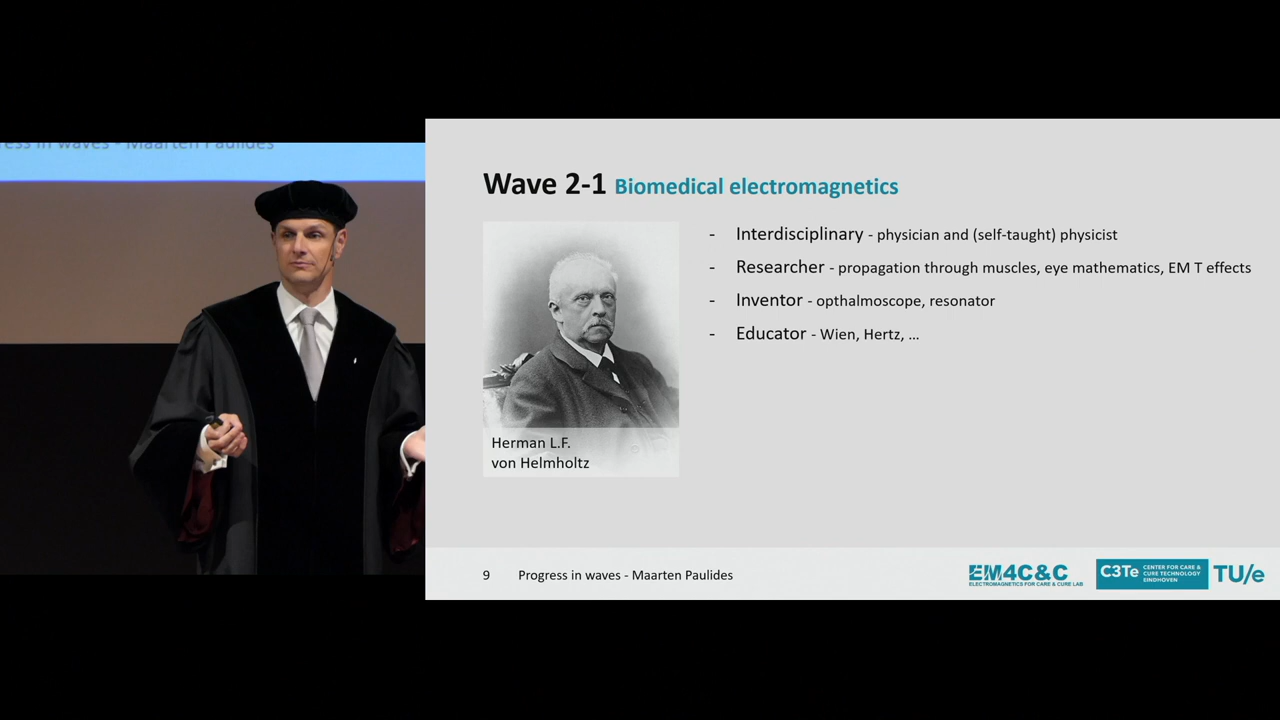 ress in waves - Maarten Paulides
Wave 2-1 Biomedical electromagnetics
- Interdisciplinary - physician and (self-taught) physicist
- Researcher - propagation through muscles, eye mathematics, EM T effects
- Inventor - opthalmoscope, resonator
- Educator - Wien, Hertz, ...
Herman L.F.
von Helmholtz
9 Progress in waves - Maarten Paulides
EM4C&C
ELECTROMAGNETICS FOR CARE & CURE LAB
C3Te
CENTER FOR CARE &
CURE TECHNOLOGY
EINDHOVEN
TU/e